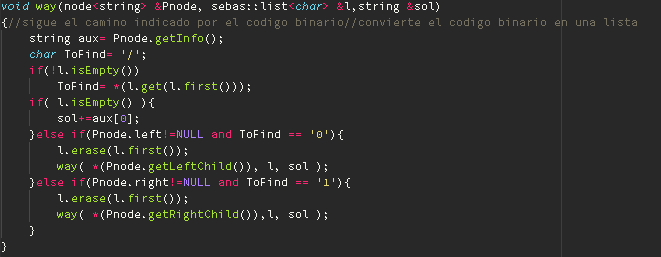 void way(node<string> &Pnode, sebas::list<char> &l,string &sol)
{//sigue el camino indicado por el codigo binario//convierte el codigo binario en una lista
    string aux= Pnode.getInfo();
    char ToFind= '/';
    if(!l.isEmpty())
        ToFind= *(l.get(l.first()));
    if( l.isEmpty() ){
        sol+=aux[0];
    }else if(Pnode.left!=NULL and ToFind == '0'){
        l.erase(l.first());
        way( *(Pnode.getLeftChild()), l, sol );
    }else if(Pnode.right!=NULL and ToFind == '1'){
        l.erase(l.first());
        way( *(Pnode.getRightChild()),l, sol );
    }
}